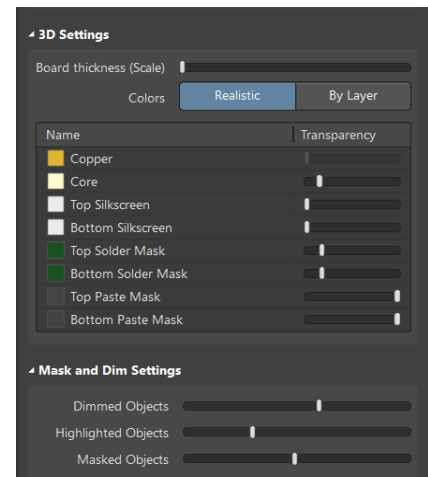 3D Settings
Board thickness (Scale)
Colors Realistic By Layer
Name Transparency
Copper
Core
Top Silkscreen
Bottom Silkscreen
Top Solder Mask
Bottom Solder Mask
Top Paste Mask
Bottom Paste Mask
Mask and Dim Settings
Dimmed Objects
Highlighted Objects
Masked Objects